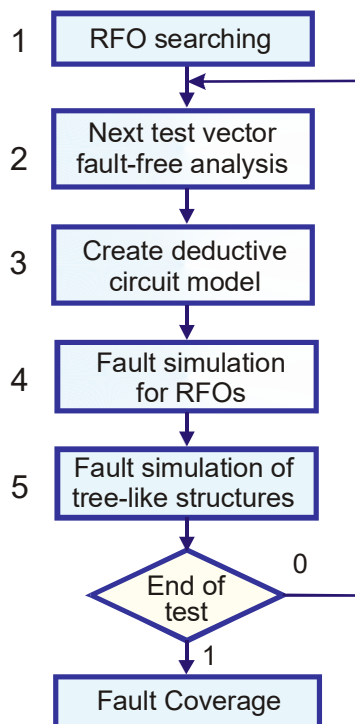 1
RFO searching
2
Next test vector
fault-free analysis
3
Create deductive
circuit model
4
Fault simulation
for RFOs
5
Fault simulation of
tree-like structures
End of
test
0
1
Fault Coverage